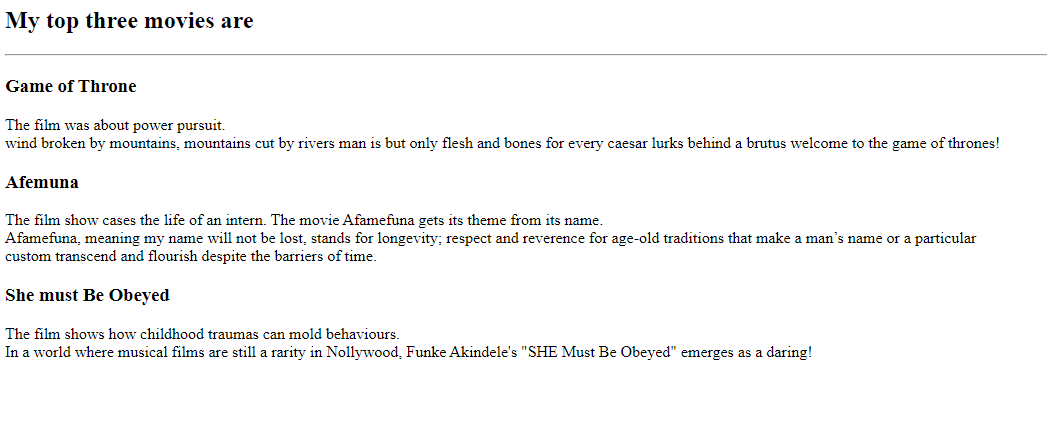 My top three movies are
Game of Throne
The film was about power pursuit.
wind broken by mountains, mountains cut by rivers man is but only flesh and bones for every caesar lurks behind a brutus welcome to the game of thrones!
Afemuna
The film show cases the life of an intern. The movie Afamefuna gets its theme from its name.
Afamefuna, meaning my name will not be lost, stands for longevity; respect and reverence for age-old traditions that make a man’s name or a particular
custom transcend and flourish despite the barriers of time.
She must Be Obeyed
The film shows how childhood traumas can mold behaviours.
In a world where musical films are still a rarity in Nollywood, Funke Akindele's "SHE Must Be Obeyed" emerges as a daring!